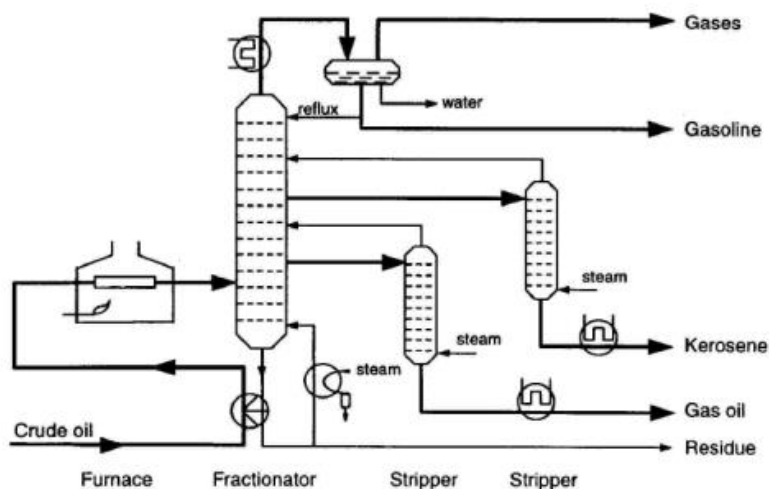 Gases
water
reflux
Gasoline
steam
steam
Kerosene
steam
Gas oil
Crude oil
Residue
Furnace Fractionator Stripper Stripper